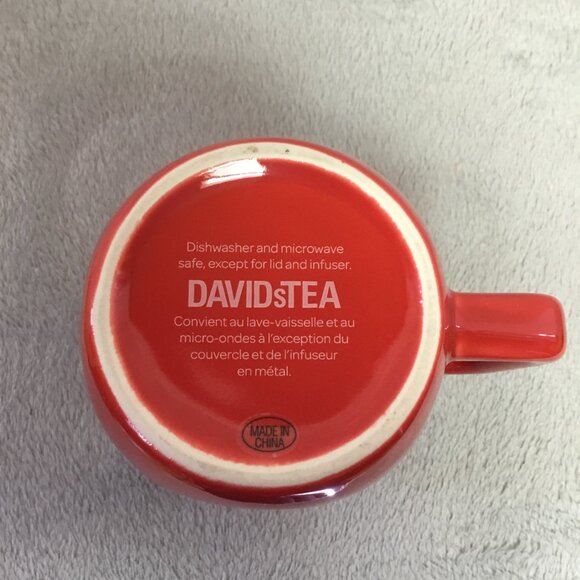 Dishwasher and microwave
safe, except for lid and infuser.
DAVIDsTEA
Convient au lave-vaisselle et au
micro-ondes à l'exception du
couvercle et de l'infuseur
en métal.
MADE IN
CHINA